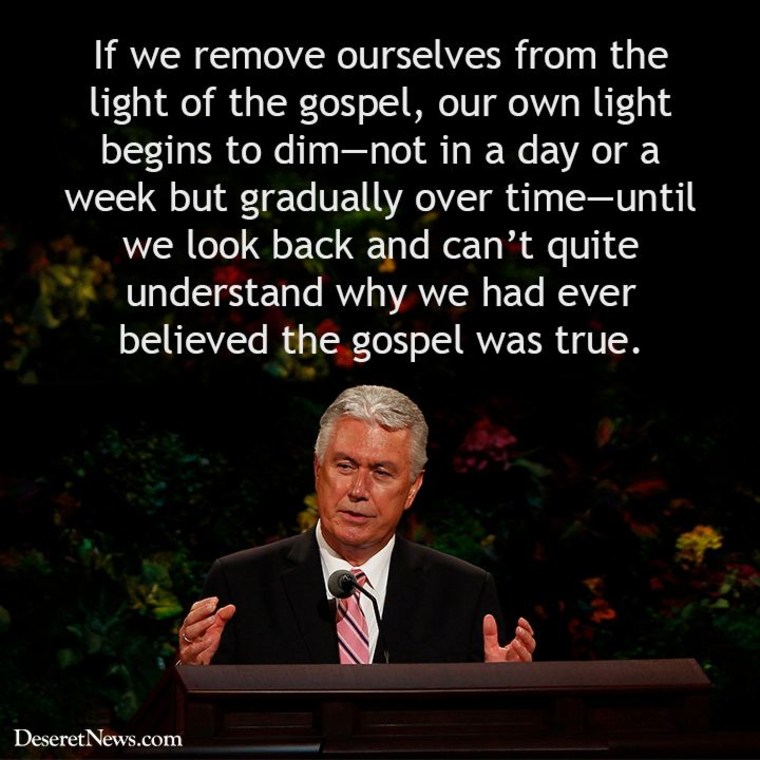 If we remove ourselves from the
light of the gospel, our own light
begins to dim—not in a day or a
week but gradually over time—until
we look back and can’t quite
understand why we had ever
believed the gospel was true.
DeseretNews.com